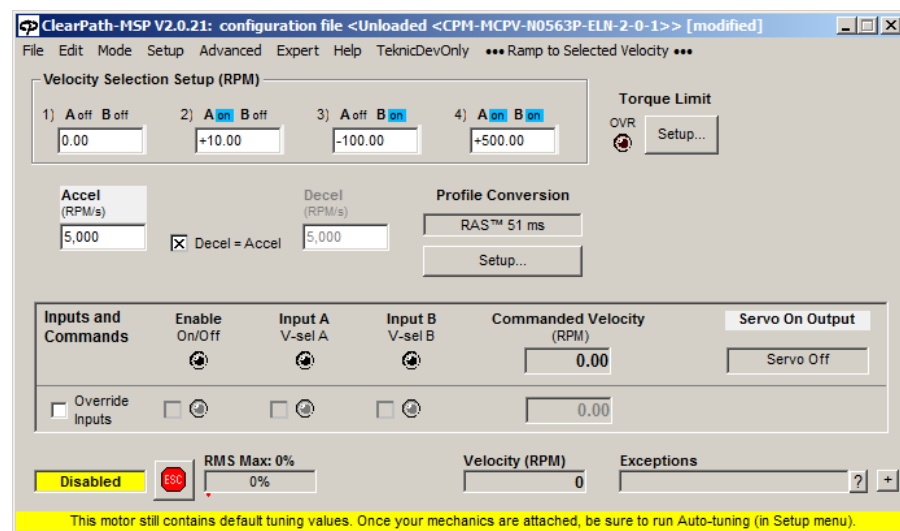 ClearPath-MSP V2.0.21: configuration file <Unloaded <CPM-MCPV-N0563P-ELN-2-0-1>> [modified]
File Edit Mode Setup Advanced Expert Help TeknicDevOnly ●●● Ramp to Selected Velocity ●●●
Velocity Selection Setup (RPM)
1) A off B off 2) A on B off 3) A off B on 4) A on B on
0.00 +10.00 -100.00 +500.00
Torque Limit
OVR
Setup...
Accel
(RPM/s)
5,000
Decel = Accel
Decel
(RPM/s)
5,000
Profile Conversion
RAS™ 51 ms
Setup...
Inputs and
Commands
Enable
On/Off
Input A
V-sel A
Input B
V-sel B
Commanded Velocity
(RPM)
0.00
Servo On Output
Servo Off
Override
Inputs
0.00
Disabled
ESC
RMS Max: 0%
0%
Velocity (RPM)
0
Exceptions
? +
This motor still contains default tuning values. Once your mechanics are attached, be sure to run Auto-tuning (in Setup menu).